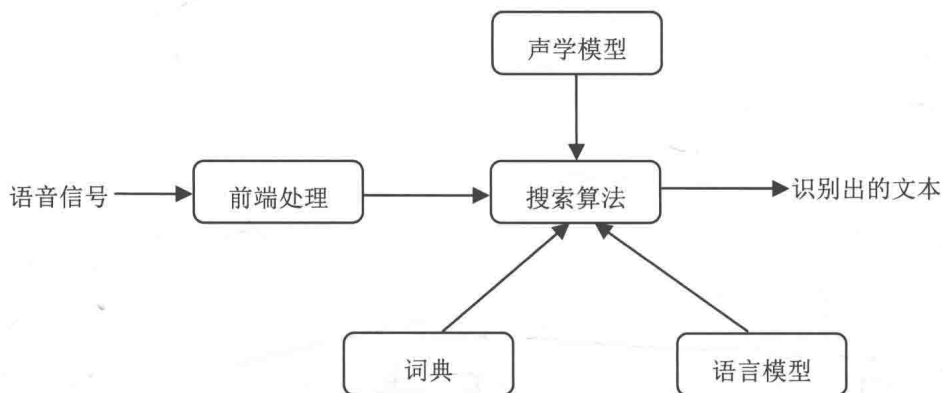 声学模型
语音信号
前端处理
搜索算法
识别出的文本
词典
语言模型